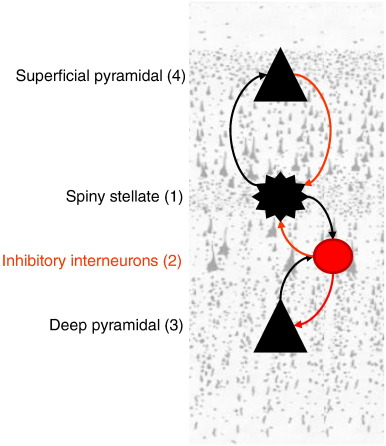 Superficial pyramidal (4)
Spiny stellate (1)
Inhibitory interneurons (2)
Deep pyramidal (3)